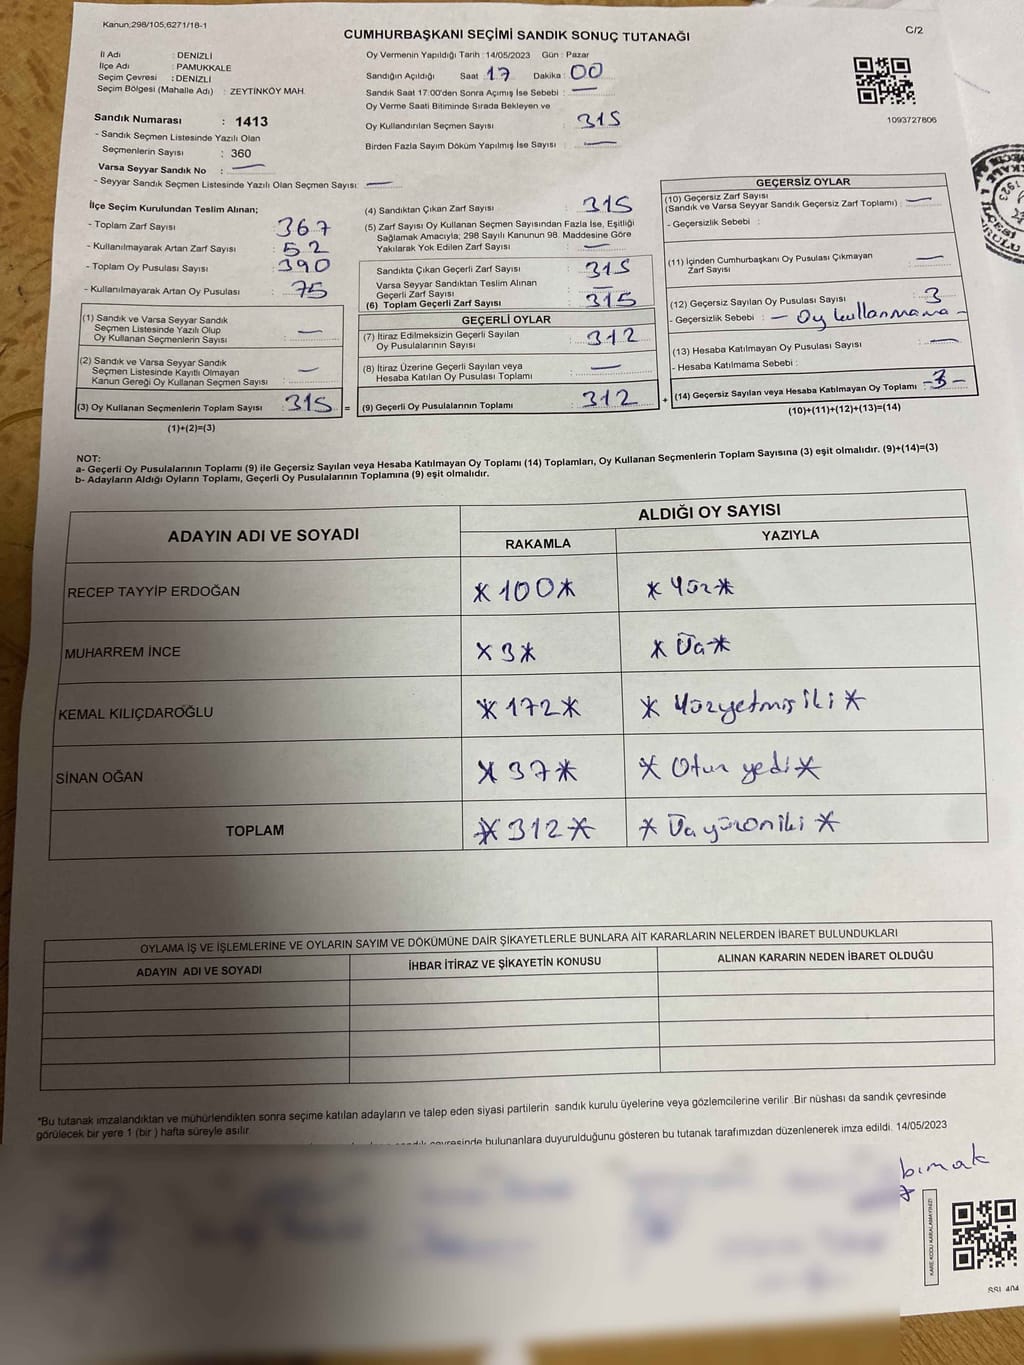 Kanun;298/105;6271/18-1
C/2
CUMHURBAŞKANI SEÇİMİ SANDIK SONUÇ TUTANAĞI
İl Adı : DENİZLİ
İlçe Adı : PAMUKKALE
Seçim Çevresi : DENİZLİ
Seçim Bölgesi (Mahalle Adı) : ZEYTİNKÖY MAH.
Sandık Numarası : 1413
- Sandık Seçmen Listesinde Yazılı Olan
Seçmenlerin Sayısı : 360
Varsa Seyyar Sandık No : —
- Seyyar Sandık Seçmen Listesinde Yazılı Olan Seçmen Sayısı: —
Oy Vermenin Yapıldığı Tarih : 14/05/2023 Gün : Pazar
Sandığın Açıldığı Saat 17 Dakika : 00
Sandık Saat 17:00'den Sonra Açımış İse Sebebi : —
Oy Verme Saati Bitiminde Sırada Bekleyen ve
Oy Kullandırılan Seçmen Sayısı : 315
Birden Fazla Sayım Döküm Yapılmış İse Sayısı : —
1093727806
İlçe Seçim Kurulundan Teslim Alınan;
- Toplam Zarf Sayısı : 367
- Kullanılmayarak Artan Zarf Sayısı : 52
- Toplam Oy Pusulası Sayısı : 390
- Kullanılmayarak Artan Oy Pusulası : 75
(1) Sandık ve Varsa Seyyar Sandık
Seçmen Listesinde Yazılı Olup
Oy Kullanan Seçmenlerin Sayısı : —
(2) Sandık ve Varsa Seyyar Sandık
Seçmen Listesinde Kayıtlı Olmayan
Kanun Gereği Oy Kullanan Seçmen Sayısı : —
(3) Oy Kullanan Seçmenlerin Toplam Sayısı : 315 =
(1)+(2)=(3)
(4) Sandıktan Çıkan Zarf Sayısı : 315
(5) Zarf Sayısı Oy Kullanan Seçmen Sayısından Fazla İse, Eşitliği
Sağlamak Amacıyla; 298 Sayılı Kanunun 98. Maddesine Göre
Yakılarak Yok Edilen Zarf Sayısı : —
Sandıkta Çıkan Geçerli Zarf Sayısı : 315
Varsa Seyyar Sandıktan Teslim Alınan
Geçerli Zarf Sayısı : —
(6) Toplam Geçerli Zarf Sayısı : 315
GEÇERLİ OYLAR
(7) İtiraz Edilmeksizin Geçerli Sayılan
Oy Pusulalarının Sayısı : 312
(8) İtiraz Üzerine Geçerli Sayılan veya
Hesaba Katılan Oy Pusulası Toplamı : —
(9) Geçerli Oy Pusulalarının Toplamı : 312 +
GEÇERSİZ OYLAR
(10) Geçersiz Zarf Sayısı
(Sandık ve Varsa Seyyar Sandık Geçersiz Zarf Toplamı) : —
- Geçersizlik Sebebi :
(11) İçinden Cumhurbaşkanı Oy Pusulası Çıkmayan
Zarf Sayısı : —
(12) Geçersiz Sayılan Oy Pusulası Sayısı : 3
- Geçersizlik Sebebi : — Oy kullanmama -
(13) Hesaba Katılmayan Oy Pusulası Sayısı : —
- Hesaba Katılmama Sebebi :
(14) Geçersiz Sayılan veya Hesaba Katılmayan Oy Toplamı : -3-
(10)+(11)+(12)+(13)=(14)
NOT:
a- Geçerli Oy Pusulalarının Toplamı (9) ile Geçersiz Sayılan veya Hesaba Katılmayan Oy Toplamı (14) Toplamları, Oy Kullanan Seçmenlerin Toplam Sayısına (3) eşit olmalıdır. (9)+(14)=(3)
b- Adayların Aldığı Oyların Toplamı, Geçerli Oy Pusulalarının Toplamına (9) eşit olmalıdır.
ADAYIN ADI VE SOYADI
ALDIĞI OY SAYISI
RAKAMLA YAZIYLA
RECEP TAYYİP ERDOĞAN *100* *Yüz*
MUHARREM İNCE *3* *Üç*
KEMAL KILIÇDAROĞLU *172* *Yüzyetmiş iki*
SİNAN OĞAN *37* *Otuz yedi*
TOPLAM *312* *Üçyüzoniki*
OYLAMA İŞ VE İŞLEMLERİNE VE OYLARIN SAYIM VE DÖKÜMÜNE DAİR ŞİKAYETLERLE BUNLARA AİT KARARLARIN NELERDEN İBARET BULUNDUKLARI
ADAYIN ADI VE SOYADI İHBAR İTİRAZ VE ŞİKAYETİN KONUSU ALINAN KARARIN NEDEN İBARET OLDUĞU
*Bu tutanak imzalandıktan ve mühürlendikten sonra seçime katılan adayların ve talep eden siyasi partilerin sandık kurulu üyelerine veya gözlemcilerine verilir .Bir nüshası da sandık çevresinde
görülecek bir yere 1 (bir ) hafta süreyle asılır.
bulunanlara duyurulduğunu gösteren bu tutanak tarafımızdan düzenlenerek imza edildi. 14/05/2023
KARE KODU KARALAMAYINIZ!